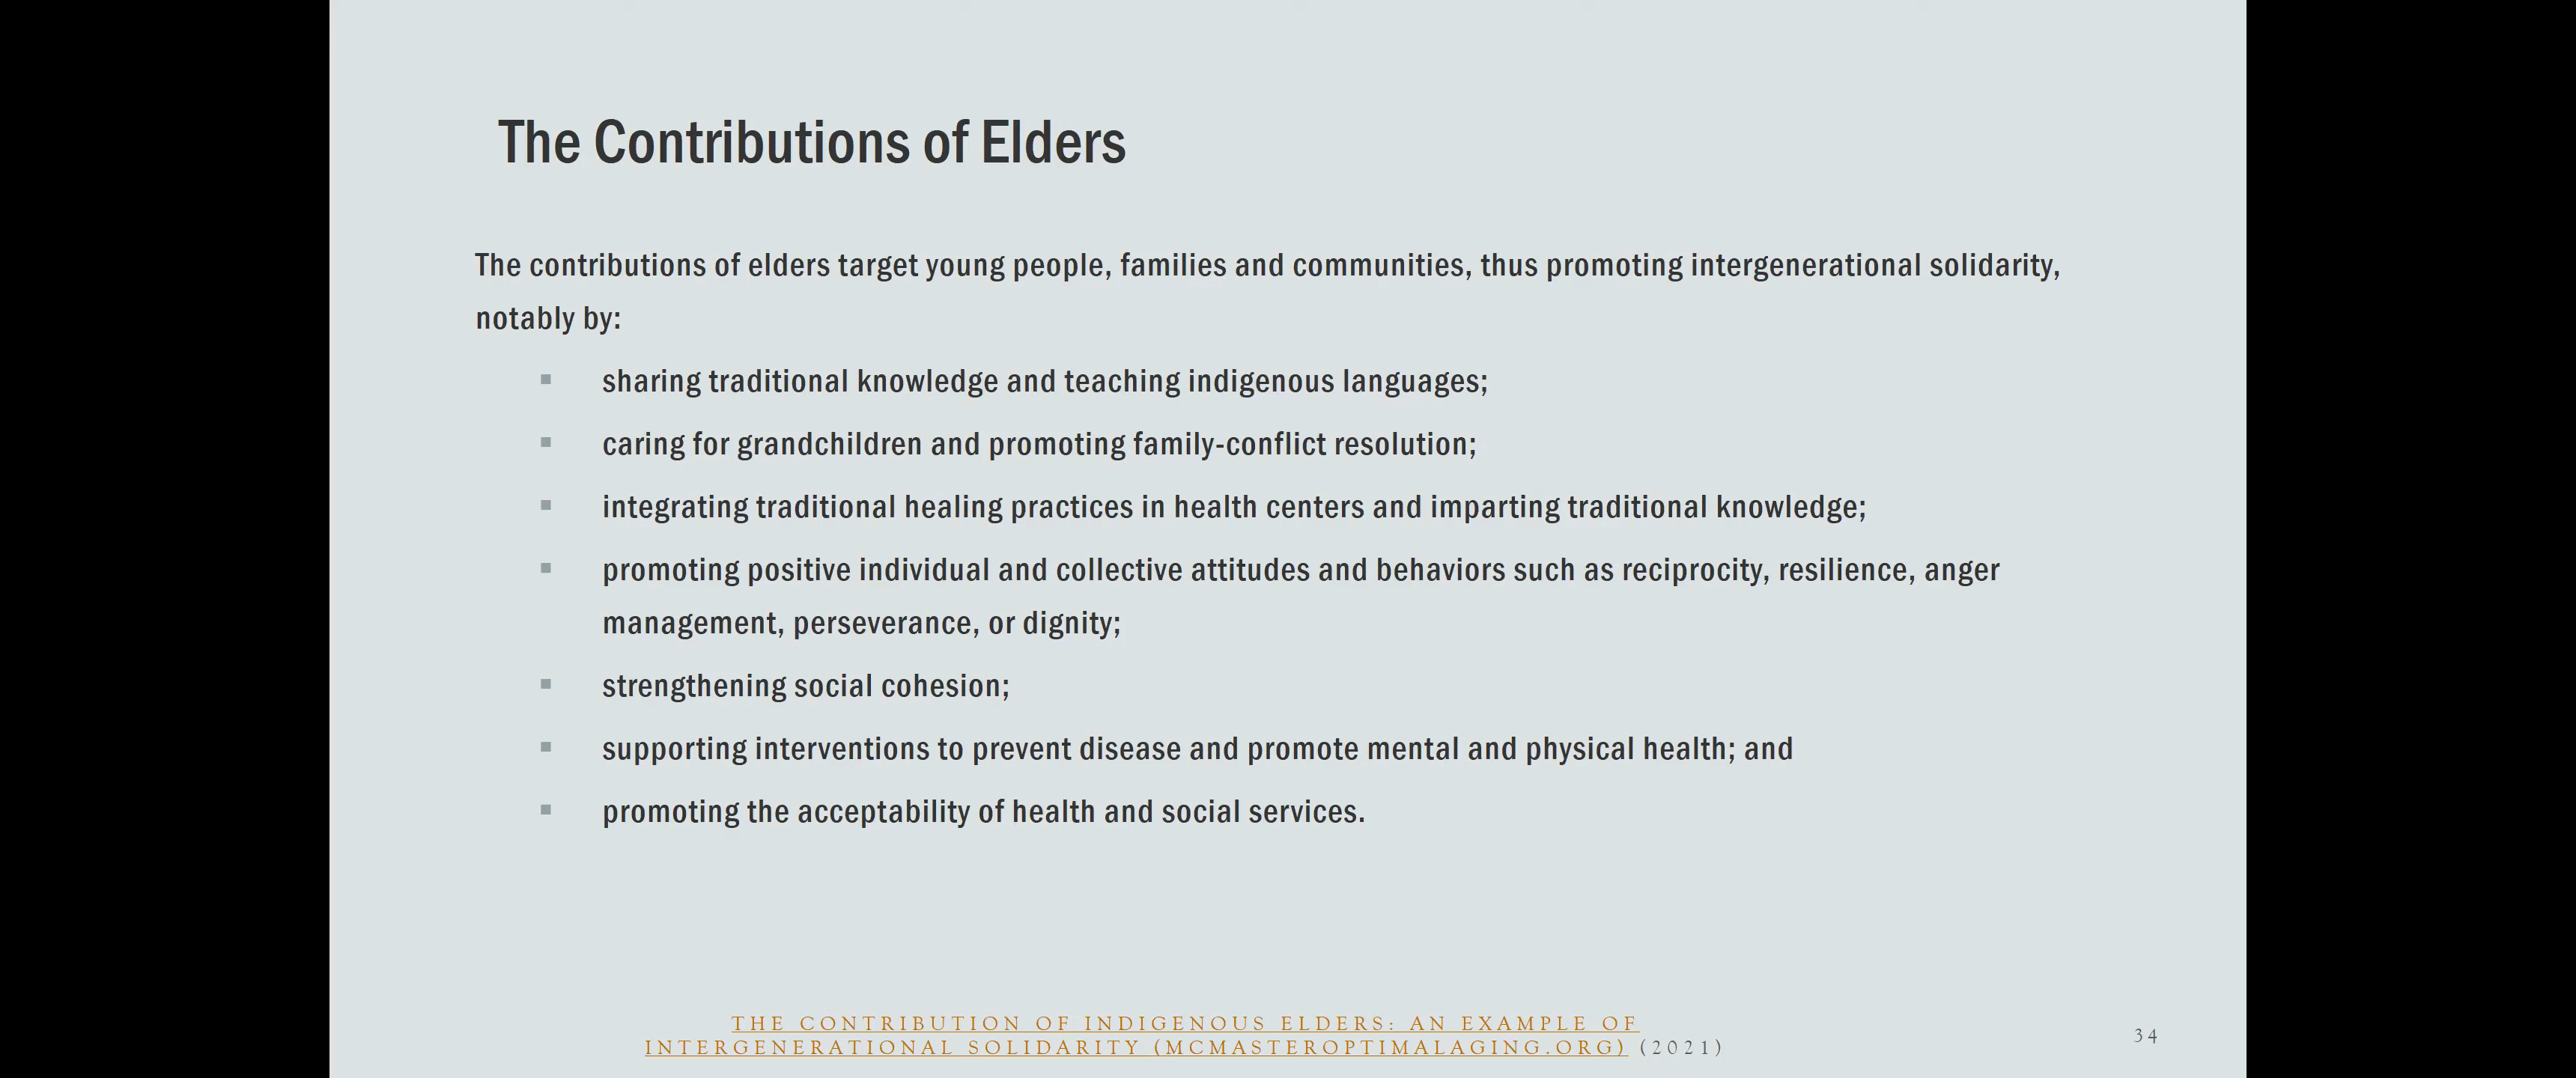 The Contributions of Elders
The contributions of elders target young people, families and communities, thus promoting intergenerational solidarity,
notably by:
▪ sharing traditional knowledge and teaching indigenous languages;
▪ caring for grandchildren and promoting family-conflict resolution;
▪ integrating traditional healing practices in health centers and imparting traditional knowledge;
▪ promoting positive individual and collective attitudes and behaviors such as reciprocity, resilience, anger
management, perseverance, or dignity;
▪ strengthening social cohesion;
▪ supporting interventions to prevent disease and promote mental and physical health; and
▪ promoting the acceptability of health and social services.
THE CONTRIBUTION OF INDIGENOUS ELDERS: AN EXAMPLE OF
INTERGENERATIONAL SOLIDARITY (MCMASTEROPTIMALAGING.ORG) (2021)
34